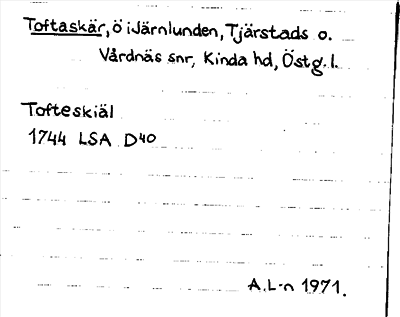 Toftaskär, ö i Järnlunden, Tjärstads o.
Vårdnäs snr, Kinda hd, Östg.l.
Tofteskiäl
1744 LSA D40
A.L-n 1971.